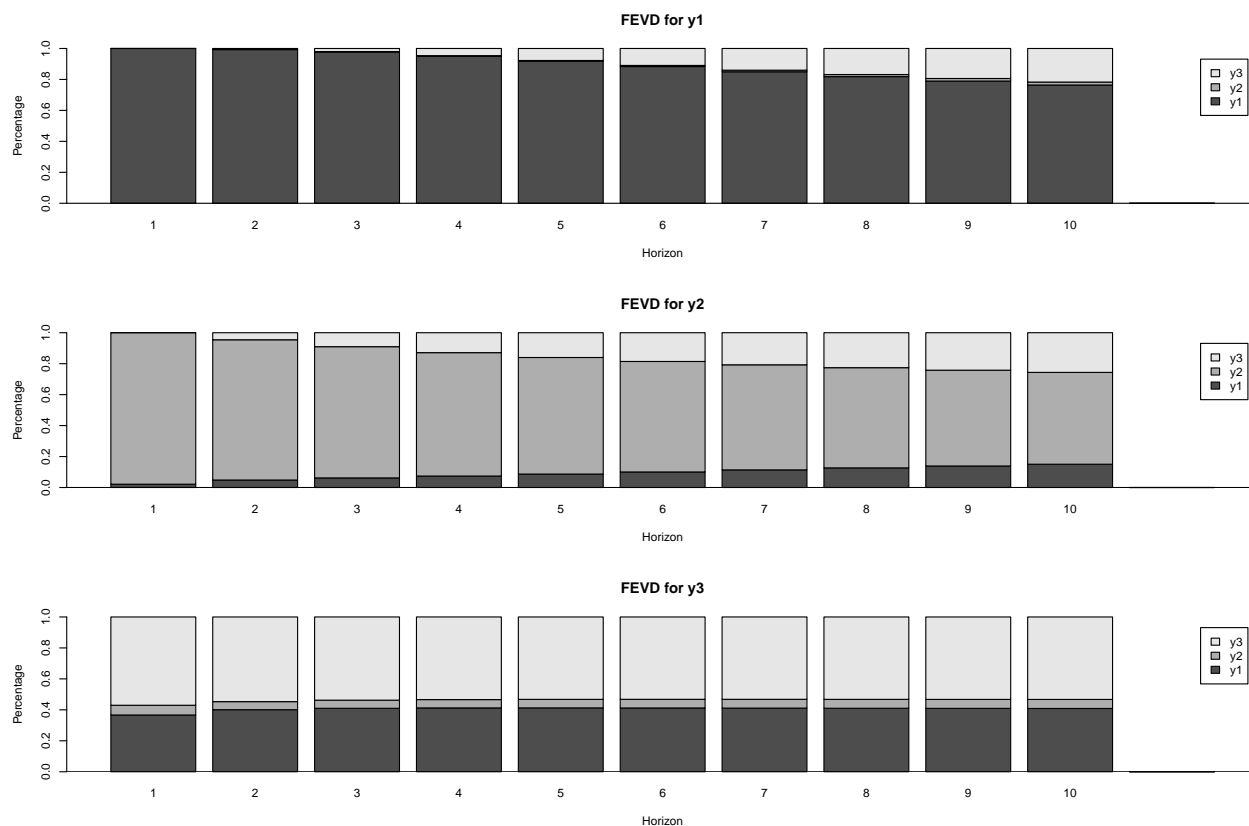 FEVD for y1
Percentage
0.0 0.2 0.4 0.6 0.8 1.0
y3
y2
y1
1 2 3 4 5 6 7 8 9 10
Horizon
FEVD for y2
Percentage
0.0 0.2 0.4 0.6 0.8 1.0
y3
y2
y1
1 2 3 4 5 6 7 8 9 10
Horizon
FEVD for y3
Percentage
0.0 0.2 0.4 0.6 0.8 1.0
y3
y2
y1
1 2 3 4 5 6 7 8 9 10
Horizon